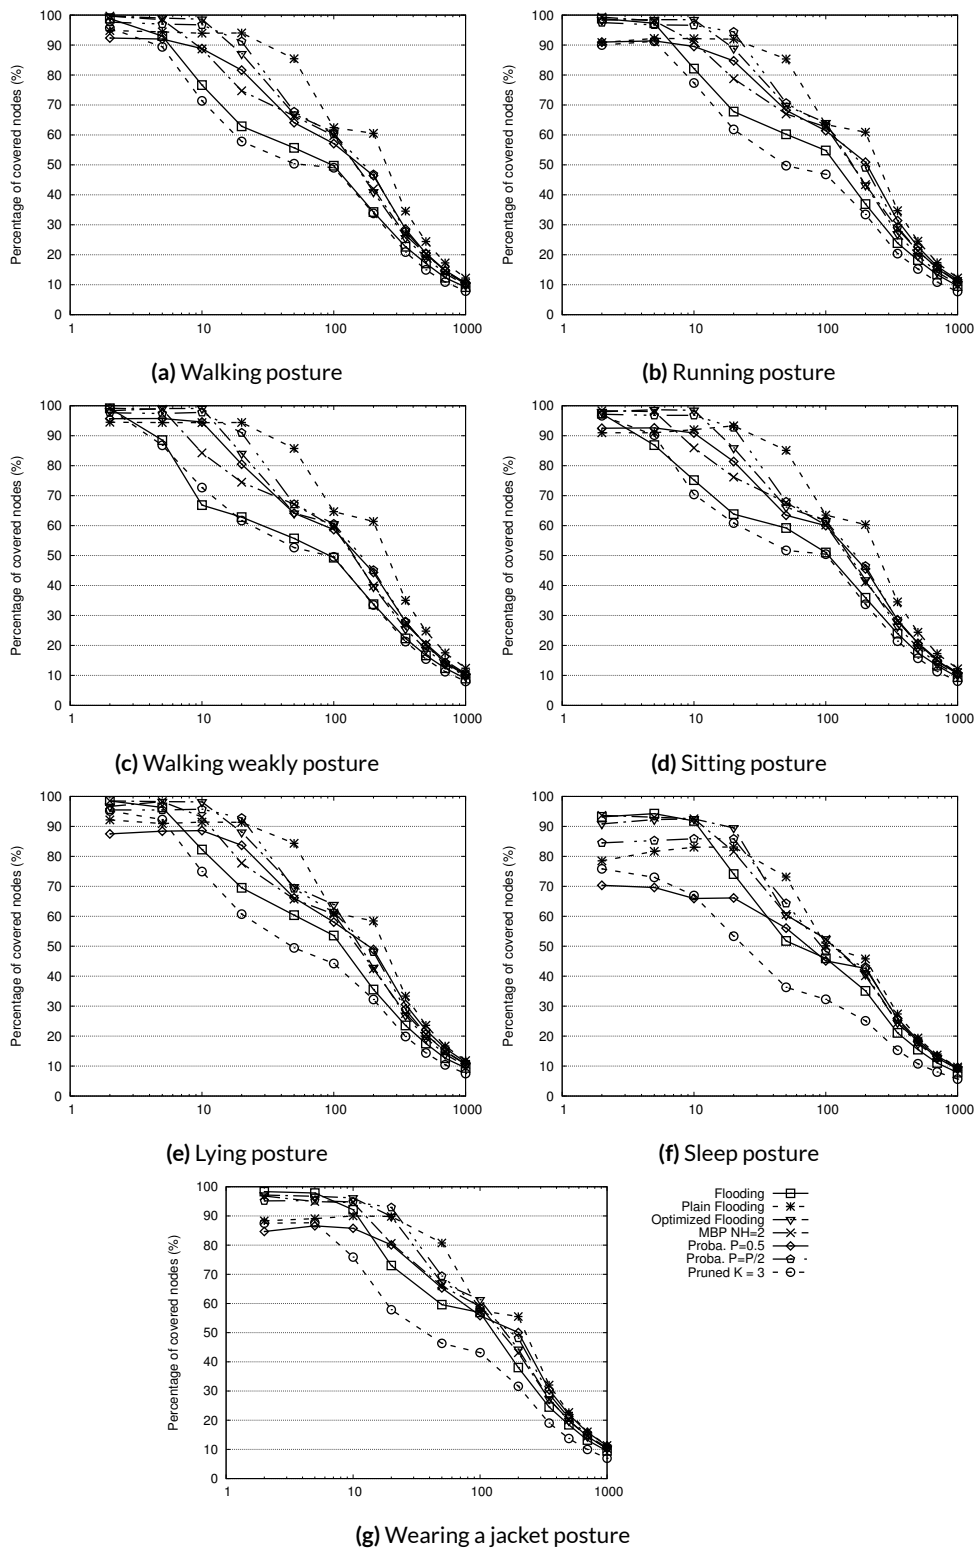 Percentage of covered nodes (%)
100
90
80
70
60
50
40
30
20
10
0
1 10 100 1000
(a) Walking posture
Percentage of covered nodes (%)
100
90
80
70
60
50
40
30
20
10
0
1 10 100 1000
(b) Running posture
Percentage of covered nodes (%)
100
90
80
70
60
50
40
30
20
10
0
1 10 100 1000
(c) Walking weakly posture
Percentage of covered nodes (%)
100
90
80
70
60
50
40
30
20
10
0
1 10 100 1000
(d) Sitting posture
Percentage of covered nodes (%)
100
90
80
70
60
50
40
30
20
10
0
1 10 100 1000
(e) Lying posture
Percentage of covered nodes (%)
100
90
80
70
60
50
40
30
20
10
0
1 10 100 1000
(f) Sleep posture
Percentage of covered nodes (%)
100
90
80
70
60
50
40
30
20
10
0
1 10 100 1000
(g) Wearing a jacket posture
Flooding
Plain Flooding
Optimized Flooding
MBP NH=2
Proba. P=0.5
Proba. P=P/2
Pruned K = 3